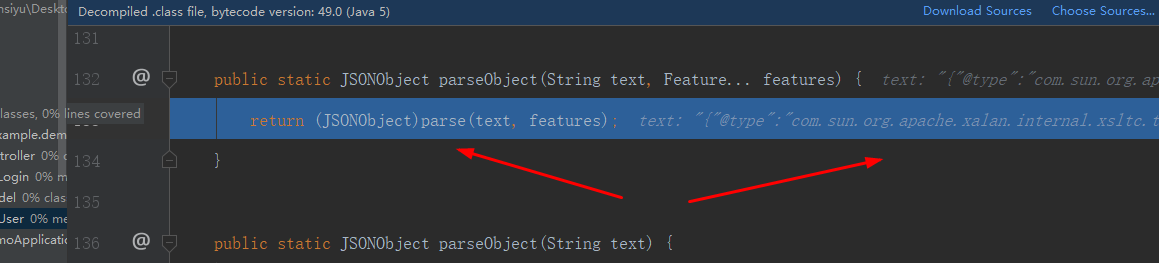 nsiyu\Deskto
Decompiled .class file, bytecode version: 49.0 (Java 5)
Download Sources
Choose Sources...
131
132 @ public static JSONObject parseObject(String text, Feature... features) { text: "{"@type":"com.sun.org.ap
lasses, 0% lines covered
return (JSONObject)parse(text, features); text: "{"@type":"com.sun.org.apache.xalan.internal.xsltc.t
xample.dem
troller 0% c
134 }
Login 0% m
del 0% clas
135
User 0% me
moApplicatio
136 @ public static JSONObject parseObject(String text) {